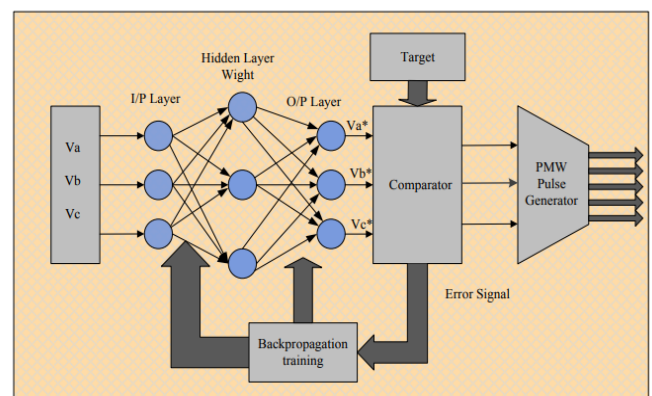 Target
Hidden Layer
Wight
I/P Layer
O/P Layer
Va
Vb
Vc
Va*
Vb*
Vc*
Comparator
PMW
Pulse
Generator
Error Signal
Backpropagation
training